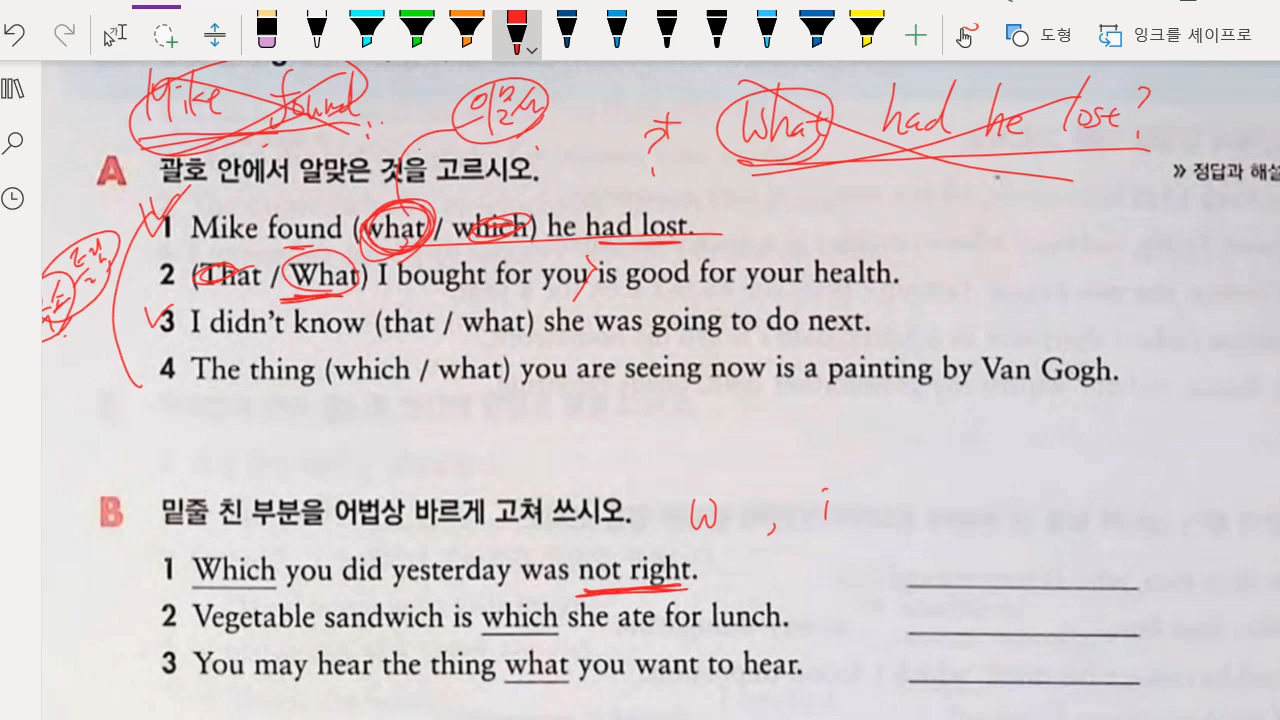 도형
잉크를 셰이프로
Mike found
의문사
What had he lose?
A 괄호 안에서 알맞은 것을 고르시오.
» 정답과 해설
1 Mike found (what / which) he had lost.
2 (That / What) I bought for you is good for your health.
3 I didn't know (that / what) she was going to do next.
4 The thing (which / what) you are seeing now is a painting by Van Gogh.
B 밑줄 친 부분을 어법상 바르게 고쳐 쓰시오.
W , i
1 Which you did yesterday was not right.
2 Vegetable sandwich is which she ate for lunch.
3 You may hear the thing what you want to hear.